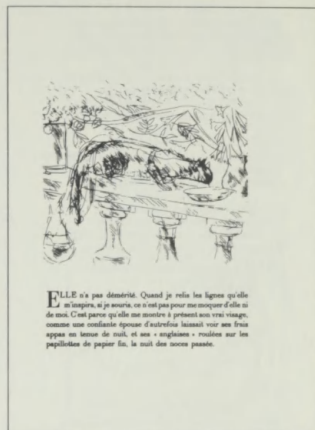 ELLE n'a pas démérité. Quand je relis les lignes qu'elle
m'inspira, si je souris, ce n'est pas pour me moquer d'elle ni
de moi. C'est parce qu'elle me montre à présent son vrai visage,
comme une confiante épouse d'autrefois laissait voir ses frais
appas en tenue de nuit, et ses « anglaises » roulées sur les
papillottes de papier fin, la nuit des noces passée.